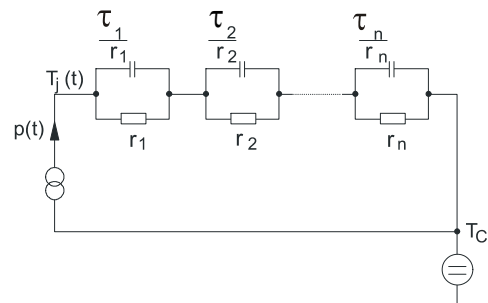 τ1 τ2 τn
r1 r2 rn
Tj (t)
r1 r2 rn
p(t)
TC